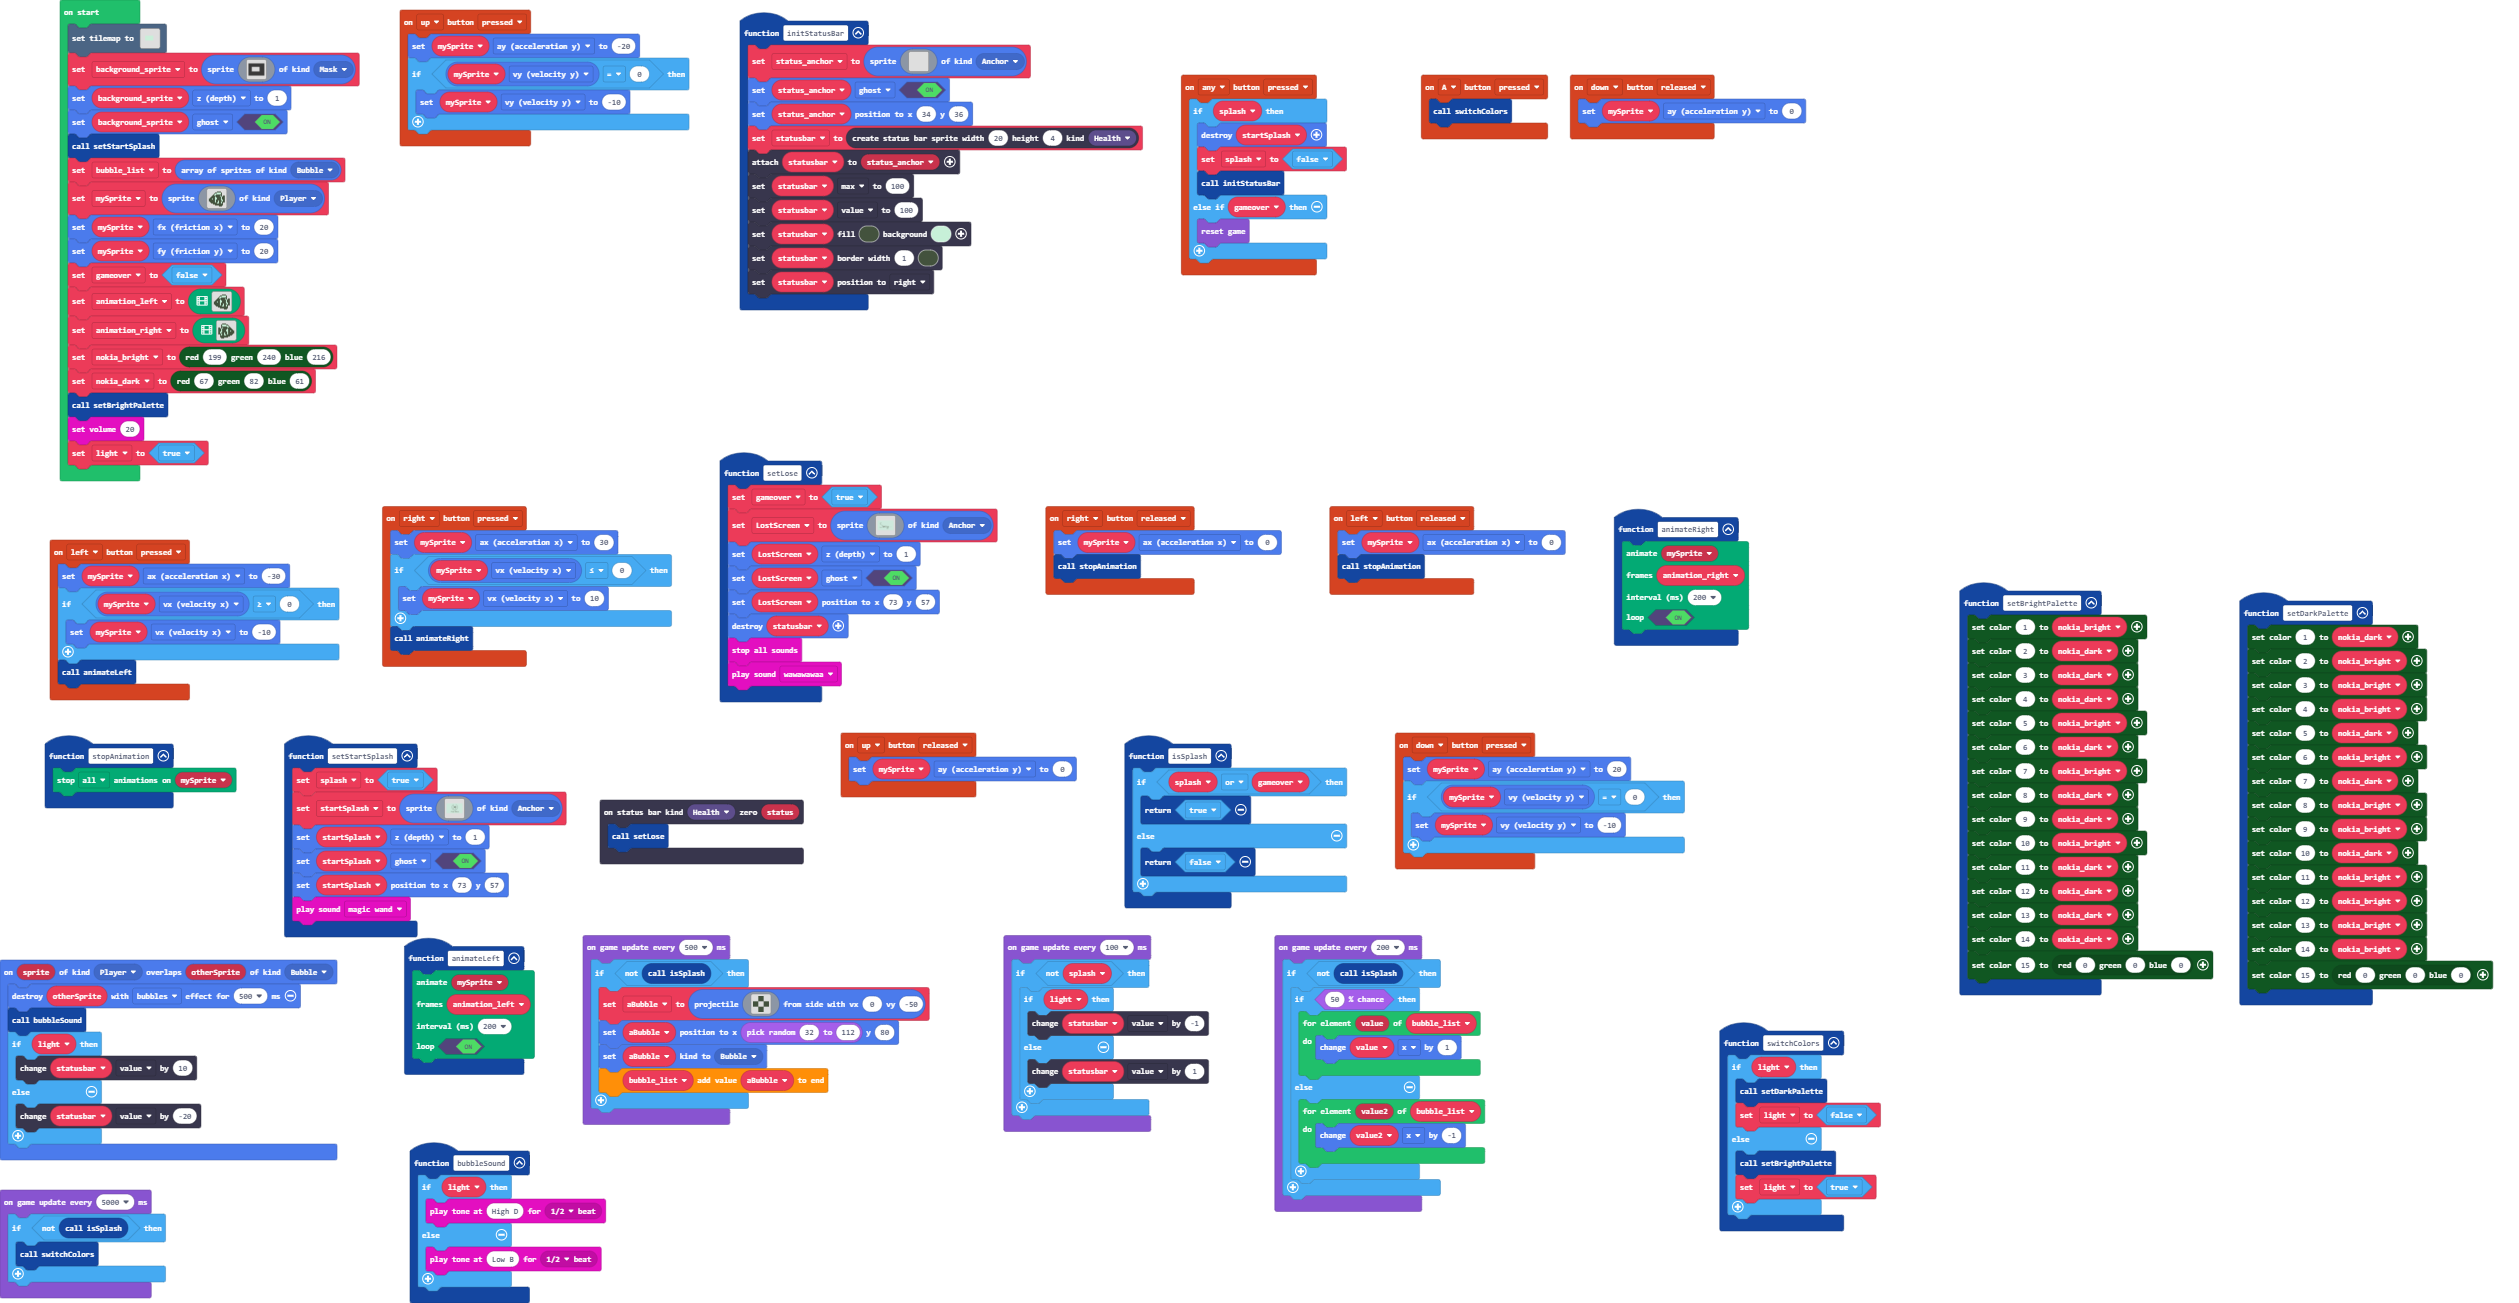 on start
set tilemap to
set background_sprite to sprite of kind Mask
set background_sprite z (depth) to 1
set background_sprite ghost ON
call setStartSplash
set bubble_list to array of sprites of kind Bubble
set mySprite to sprite of kind Player
set mySprite fx (friction x) to 20
set mySprite fy (friction y) to 20
set gameover to false
set animation_left to
set animation_right to
set nokia_bright to red 199 green 240 blue 216
set nokia_dark to red 67 green 82 blue 61
call setBrightPalette
set volume 20
set light to true
on up button pressed
set mySprite ay (acceleration y) to -20
if mySprite vy (velocity y) = 0 then
set mySprite vy (velocity y) to -10
function initStatusBar
set status_anchor to sprite of kind Anchor
set status_anchor ghost ON
set status_anchor position to x 34 y 36
set statusbar to create status bar sprite width 20 height 4 kind Health
attach statusbar to status_anchor
set statusbar max to 100
set statusbar value to 100
set statusbar fill background
set statusbar border width 1
set statusbar position to right
on any button pressed
if splash then
destroy startSplash
set splash to false
call initStatusBar
else if gameover then
reset game
on A button pressed
call switchColors
on down button released
set mySprite ay (acceleration y) to 0
on left button pressed
set mySprite ax (acceleration x) to -30
if mySprite vx (velocity x) ≥ 0 then
set mySprite vx (velocity x) to -10
call animateLeft
on right button pressed
set mySprite ax (acceleration x) to 30
if mySprite vx (velocity x) ≤ 0 then
set mySprite vx (velocity x) to 10
call animateRight
function setLose
set gameover to true
set LostScreen to sprite of kind Anchor
set LostScreen z (depth) to 1
set LostScreen ghost ON
set LostScreen position to x 73 y 57
destroy statusbar
stop all sounds
play sound wawawawaa
on right button released
set mySprite ax (acceleration x) to 0
call stopAnimation
on left button released
set mySprite ax (acceleration x) to 0
call stopAnimation
function animateRight
animate mySprite
frames animation_right
interval (ms) 200
loop ON
function setBrightPalette
set color 1 to nokia_bright
set color 2 to nokia_dark
set color 3 to nokia_dark
set color 4 to nokia_dark
set color 5 to nokia_bright
set color 6 to nokia_dark
set color 7 to nokia_bright
set color 8 to nokia_dark
set color 9 to nokia_dark
set color 10 to nokia_bright
set color 11 to nokia_dark
set color 12 to nokia_dark
set color 13 to nokia_dark
set color 14 to nokia_dark
set color 15 to red 0 green 0 blue 0
function setDarkPalette
set color 1 to nokia_dark
set color 2 to nokia_bright
set color 3 to nokia_bright
set color 4 to nokia_bright
set color 5 to nokia_dark
set color 6 to nokia_bright
set color 7 to nokia_dark
set color 8 to nokia_bright
set color 9 to nokia_bright
set color 10 to nokia_dark
set color 11 to nokia_bright
set color 12 to nokia_bright
set color 13 to nokia_bright
set color 14 to nokia_bright
set color 15 to red 0 green 0 blue 0
function stopAnimation
stop all animations on mySprite
function setStartSplash
set splash to true
set startSplash to sprite of kind Anchor
set startSplash z (depth) to 1
set startSplash ghost ON
set startSplash position to x 73 y 57
play sound magic wand
on status bar kind Health zero status
call setLose
on up button released
set mySprite ay (acceleration y) to 0
function isSplash
if splash or gameover then
return true
else
return false
on down button pressed
set mySprite ay (acceleration y) to 20
if mySprite vy (velocity y) = 0 then
set mySprite vy (velocity y) to -10
on sprite of kind Player overlaps otherSprite of kind Bubble
destroy otherSprite with bubbles effect for 500 ms
call bubbleSound
if light then
change statusbar value by 10
else
change statusbar value by -20
function animateLeft
animate mySprite
frames animation_left
interval (ms) 200
loop ON
on game update every 500 ms
if not call isSplash then
set aBubble to projectile from side with vx 0 vy -50
set aBubble position to x pick random 32 to 112 y 80
set aBubble kind to Bubble
bubble_list add value aBubble to end
on game update every 100 ms
if not splash then
if light then
change statusbar value by -1
else
change statusbar value by 1
on game update every 200 ms
if not call isSplash then
if 50 % chance then
for element value of bubble_list
do change value x by 1
else
for element value2 of bubble_list
do change value2 x by -1
function switchColors
if light then
call setDarkPalette
set light to false
else
call setBrightPalette
set light to true
on game update every 5000 ms
if not call isSplash then
call switchColors
function bubbleSound
if light then
play tone at High D for 1/2 beat
else
play tone at Low B for 1/2 beat